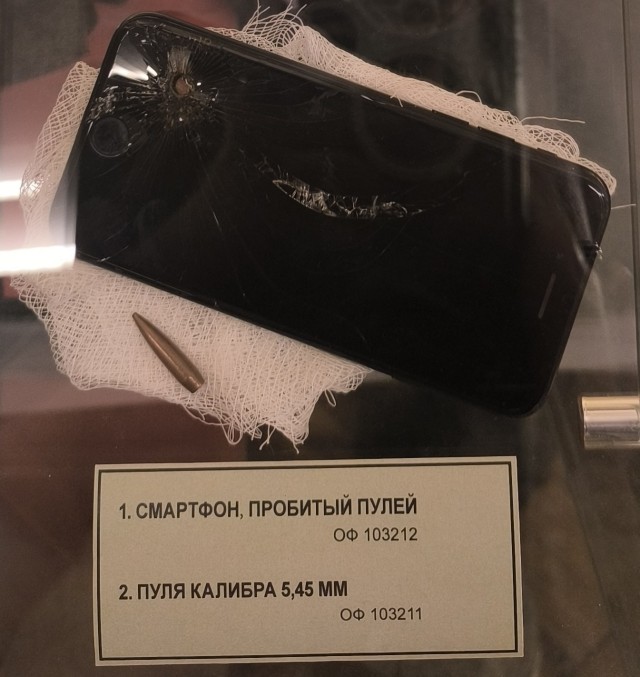 1. СМАРТФОН, ПРОБИТЫЙ ПУЛЕЙ
ОФ 103212
2. ПУЛЯ КАЛИБРА 5,45 ММ
ОФ 103211